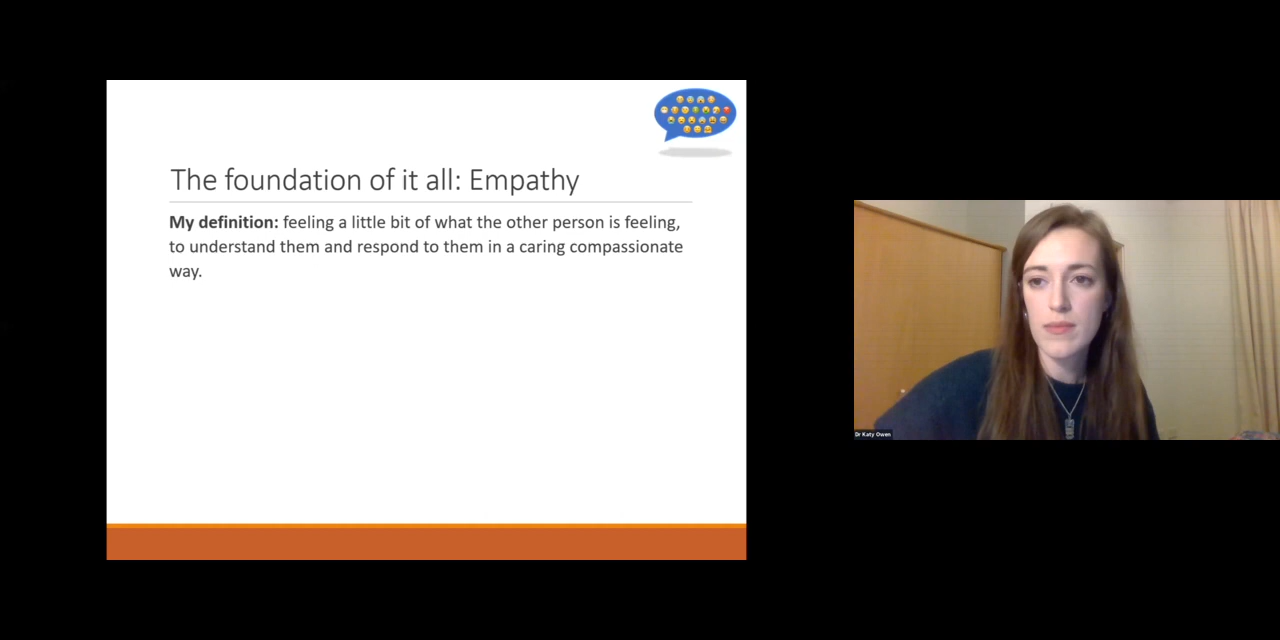 The foundation of it all: Empathy
My definition: feeling a little bit of what the other person is feeling,
to understand them and respond to them in a caring compassionate
way.
Dr Katy Owen